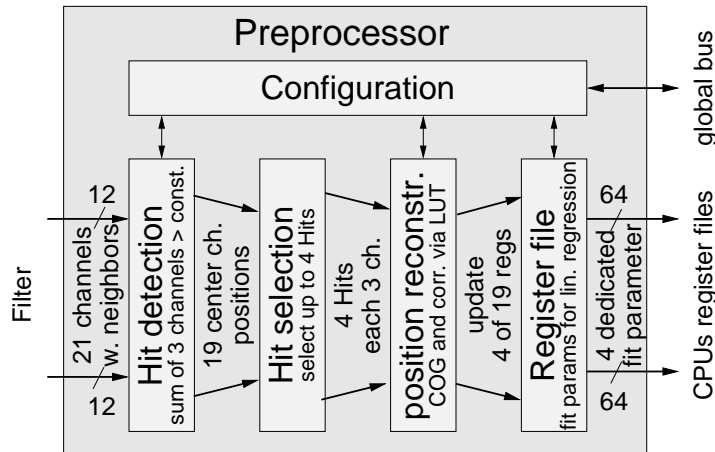 Preprocessor
Configuration
global bus
Filter
12
21 channels
w. neighbors
12
Hit detection
sum of 3 channels > const.
19 center ch.
positions
Hit selection
select up to 4 Hits
4 Hits
each 3 ch.
position reconstr.
COG and corr. via LUT
update
4 of 19 regs
Register file
fit params for lin. regression
64
4 dedicated
fit parameter
64
CPUs register files